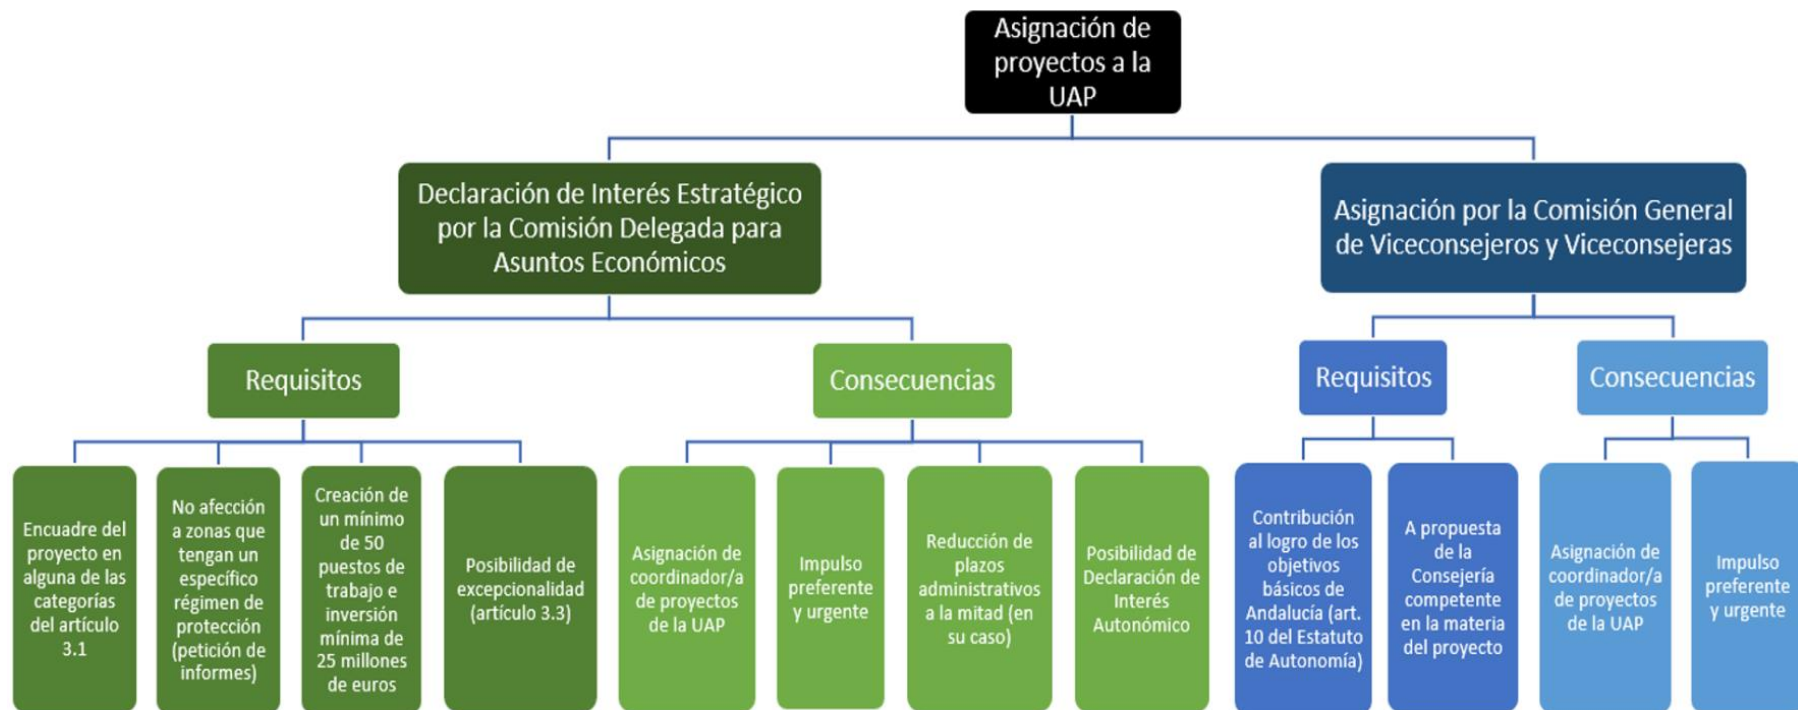 Asignación de
proyectos a la
UAP
Declaración de Interés Estratégico
por la Comisión Delegada para
Asuntos Económicos
Asignación por la Comisión General
de Viceconsejeros y Viceconsejeras
Requisitos
Consecuencias
Requisitos
Consecuencias
Encuadre del
proyecto en
alguna de las
categorías
del artículo
3.1
No afección
a zonas que
tengan un
específico
régimen de
protección
(petición de
informes)
Creación de
un mínimo
de 50
puestos de
trabajo e
inversión
mínima de
25 millones
de euros
Posibilidad de
excepcionalidad
(artículo 3.3)
Asignación de
coordinador/a
de proyectos
de la UAP
Impulso
preferente
y urgente
Reducción de
plazos
administrativos
a la mitad (en
su caso)
Posibilidad de
Declaración de
Interés
Autonómico
Contribución
al logro de los
objetivos
básicos de
Andalucía (art.
10 del Estatuto
de Autonomía)
A propuesta
de la
Consejería
competente
en la materia
del proyecto
Asignación de
coordinador/a
de proyectos
de la UAP
Impulso
preferente
y urgente